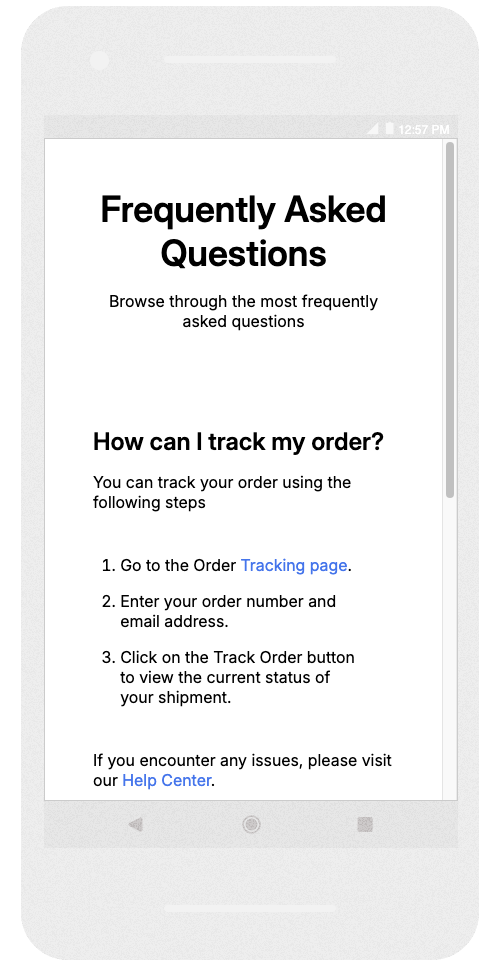 12:57 PM
Frequently Asked
Questions
Browse through the most frequently
asked questions
How can I track my order?
You can track your order using the
following steps
1. Go to the Order Tracking page.
2. Enter your order number and
email address.
3. Click on the Track Order button
to view the current status of
your shipment.
If you encounter any issues, please visit
our Help Center.